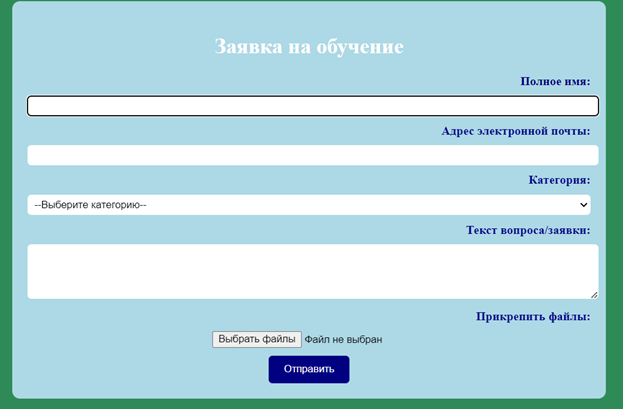 Заявка на обучение
Полное имя:
Адрес электронной почты:
Категория:
--Выберите категорию--
Текст вопроса/заявки:
Прикрепить файлы:
Выбрать файлы Файл не выбран
Отправить